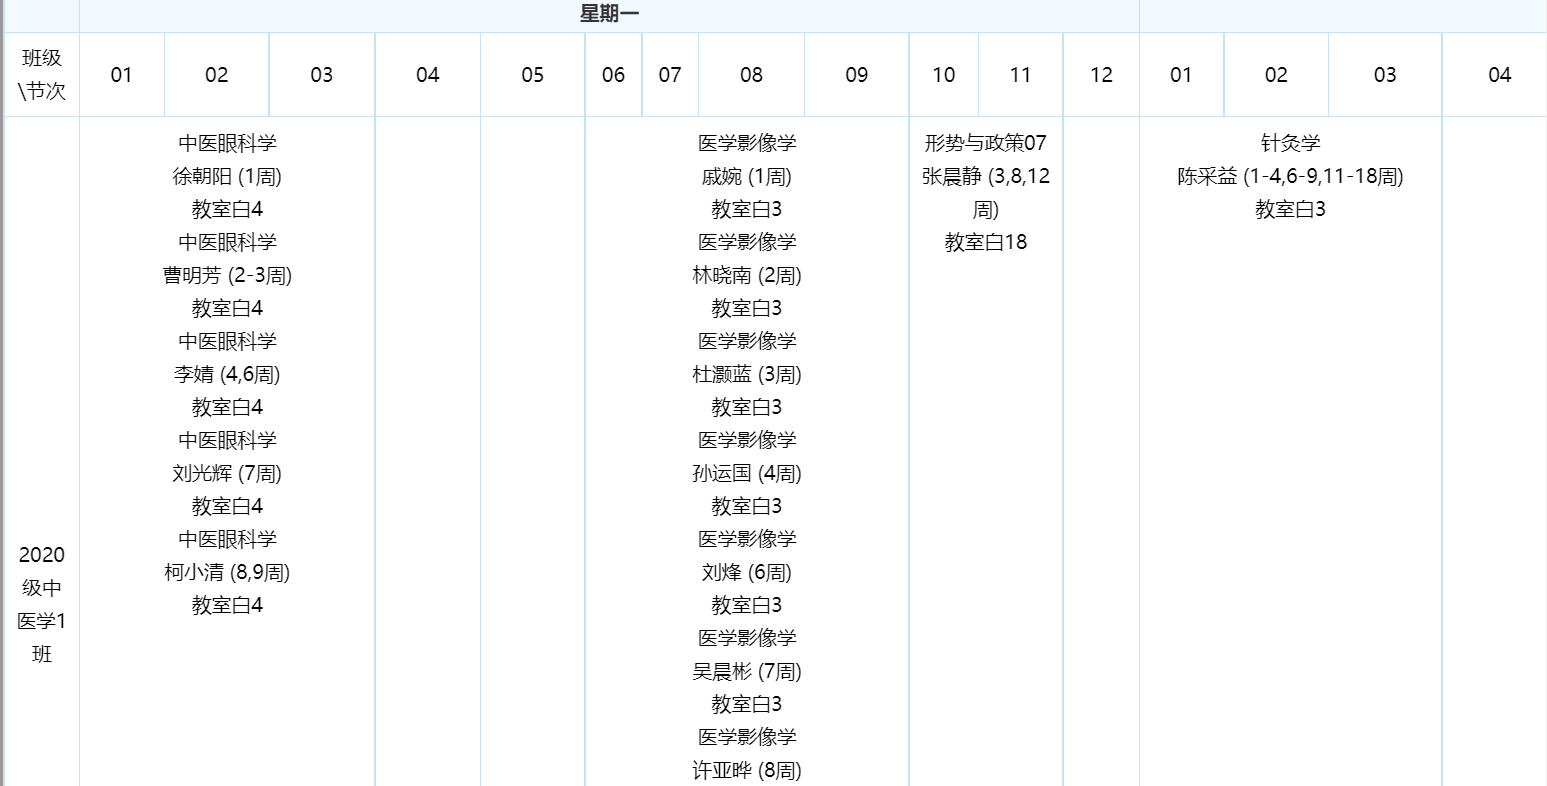 星期一
班级
\节次
01
02
03
04
05
06
07
08
09
10
11
12
01
02
03
04
2020
级中
医学1
班
中医眼科学
徐朝阳 (1周)
教室白4
中医眼科学
曹明芳 (2-3周)
教室白4
中医眼科学
李婧 (4,6周)
教室白4
中医眼科学
刘光辉 (7周)
教室白4
中医眼科学
柯小清 (8,9周)
教室白4
医学影像学
戚婉 (1周)
教室白3
医学影像学
林晓南 (2周)
教室白3
医学影像学
杜灏蓝 (3周)
教室白3
医学影像学
孙运国 (4周)
教室白3
医学影像学
刘烽 (6周)
教室白3
医学影像学
吴晨彬 (7周)
教室白3
医学影像学
许亚晔 (8周)
形势与政策07
张晨静 (3,8,12
周)
教室白18
针灸学
陈采益 (1-4,6-9,11-18周)
教室白3